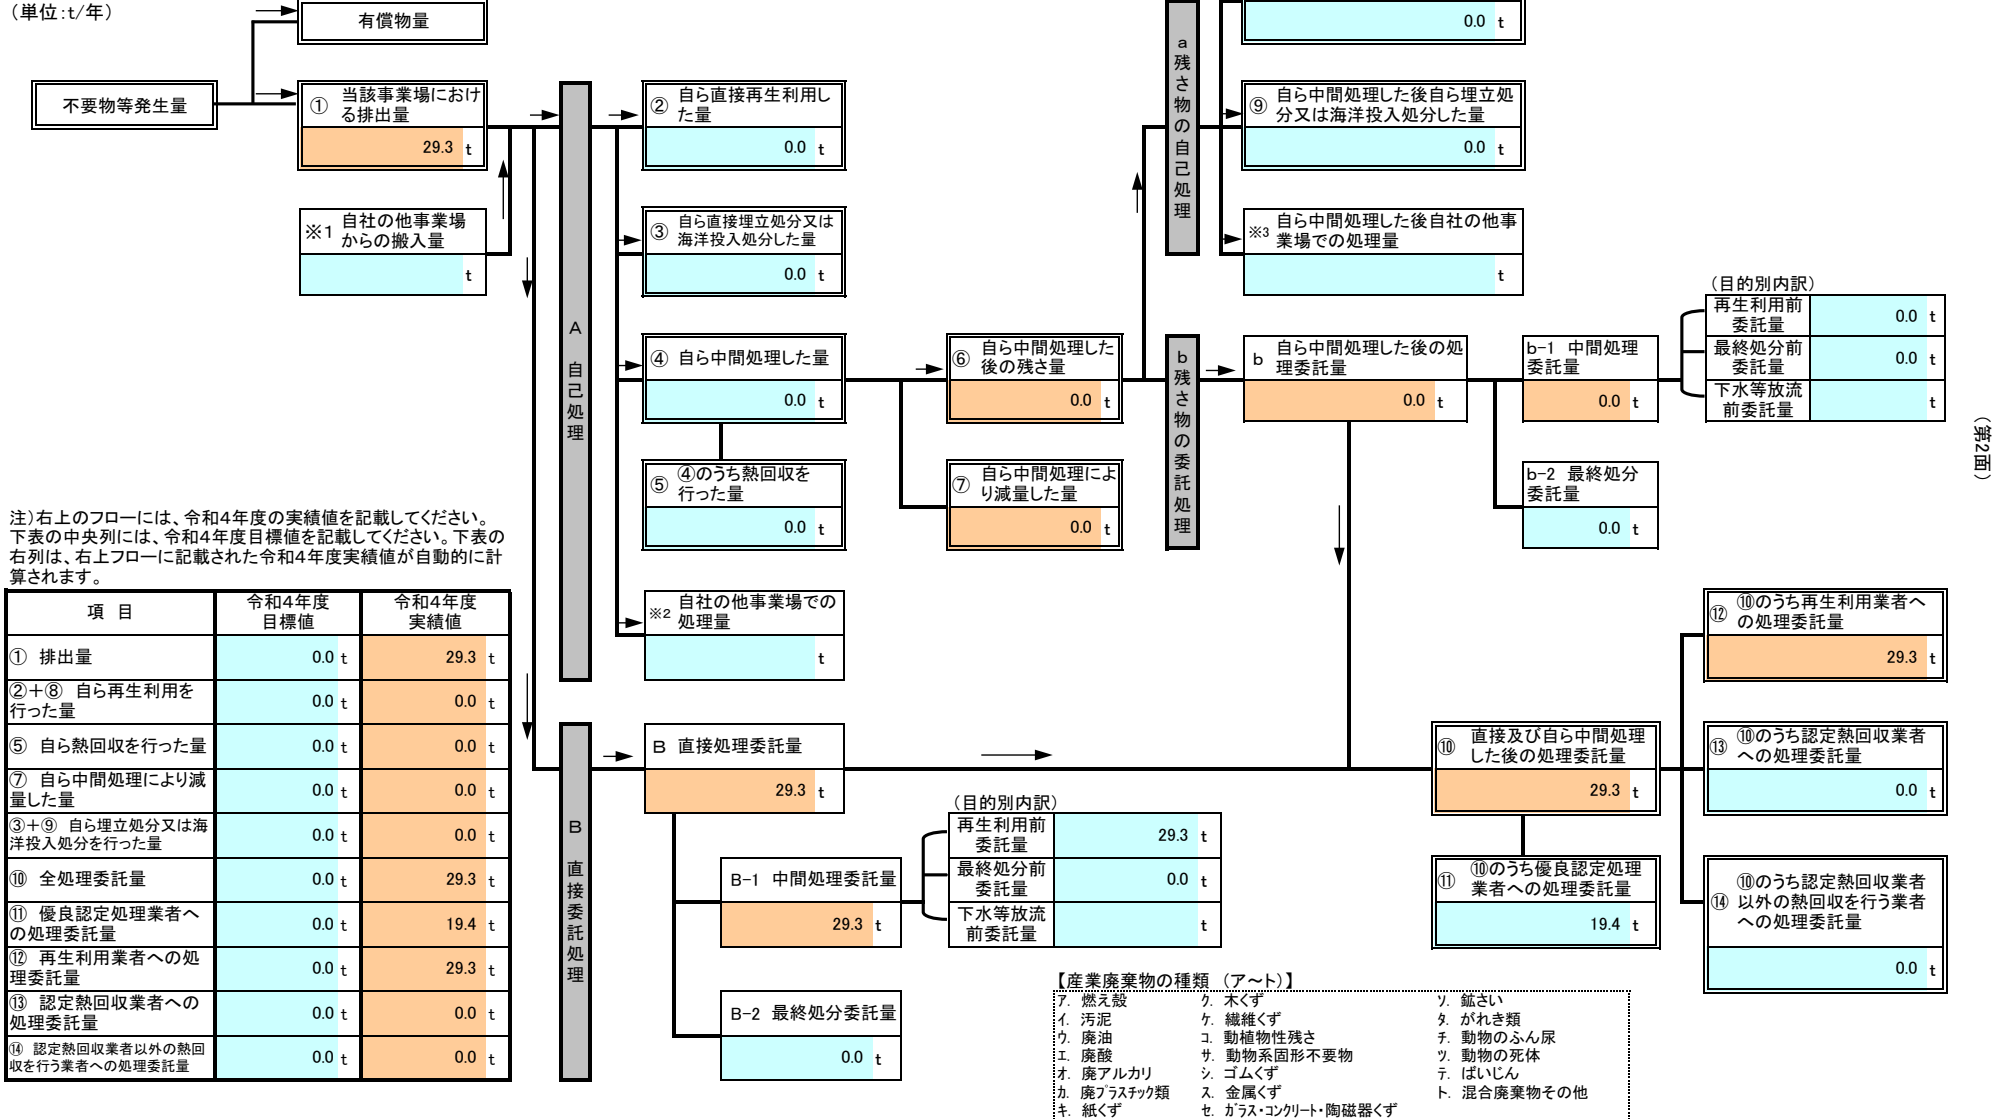 （単位：t/年）
有償物量
不要物等発生量
① 当該事業場におけ
る排出量
29.3 t
※1 自社の他事業場
からの搬入量
t
A 自己処理
② 自ら直接再生利用し
た量
0.0 t
③ 自ら直接埋立処分又は
海洋投入処分した量
0.0 t
④ 自ら中間処理した量
0.0 t
⑤ ④のうち熱回収を
行った量
0.0 t
※2 自社の他事業場での
処理量
t
⑥ 自ら中間処理した
後の残さ量
0.0 t
⑦ 自ら中間処理によ
り減量した量
0.0 t
a 残さ物の自己処理
0.0 t
⑨ 自ら中間処理した後自ら埋立処
分又は海洋投入処分した量
0.0 t
※3 自ら中間処理した後自社の他事
業場での処理量
t
b 残さ物の委託処理
b 自ら中間処理した後の処
理委託量
0.0 t
b-1 中間処理
委託量
0.0 t
b-2 最終処分
委託量
0.0 t
（目的別内訳）
再生利用前
委託量
0.0 t
最終処分前
委託量
0.0 t
下水等放流
前委託量
t
（第2面）
注）右上のフローには、令和４年度の実績値を記載してください。
下表の中央列には、令和４年度目標値を記載してください。下表の
右列は、右上フローに記載された令和４年度実績値が自動的に計
算されます。
項 目 令和４年度 目標値 令和４年度 実績値
① 排出量 0.0 t 29.3 t
②＋⑧ 自ら再生利用を
行った量 0.0 t 0.0 t
⑤ 自ら熱回収を行った量 0.0 t 0.0 t
⑦ 自ら中間処理により減
量した量 0.0 t 0.0 t
③＋⑨ 自ら埋立処分又は海
洋投入処分を行った量 0.0 t 0.0 t
⑩ 全処理委託量 0.0 t 29.3 t
⑪ 優良認定処理業者へ
の処理委託量 0.0 t 19.4 t
⑫ 再生利用業者への処
理委託量 0.0 t 29.3 t
⑬ 認定熱回収業者への
処理委託量 0.0 t 0.0 t
⑭ 認定熱回収業者以外の熱回
収を行う業者への処理委託量 0.0 t 0.0 t
B 直接委託処理
B 直接処理委託量
29.3 t
B-1 中間処理委託量
29.3 t
B-2 最終処分委託量
0.0 t
（目的別内訳）
再生利用前
委託量
29.3 t
最終処分前
委託量
0.0 t
下水等放流
前委託量
t
⑩ 直接及び自ら中間処理
した後の処理委託量
29.3 t
⑪ ⑩のうち優良認定処理
業者への処理委託量
19.4 t
⑫ ⑩のうち再生利用業者へ
の処理委託量
29.3 t
⑬ ⑩のうち認定熱回収業者
への処理委託量
0.0 t
⑭ ⑩のうち認定熱回収業者
以外の熱回収を行う業者
への処理委託量
0.0 t
【産業廃棄物の種類 （ア～ト）】
ア. 燃え殻 ク. 木くず ソ. 鉱さい
イ. 汚泥 ケ. 繊維くず タ. がれき類
ウ. 廃油 コ. 動植物性残さ チ. 動物のふん尿
エ. 廃酸 サ. 動物系固形不要物 ツ. 動物の死体
オ. 廃アルカリ シ. ゴムくず テ. ばいじん
カ. 廃プラスチック類 ス. 金属くず ト. 混合廃棄物その他
キ. 紙くず セ. ガラス・コンクリート・陶磁器くず